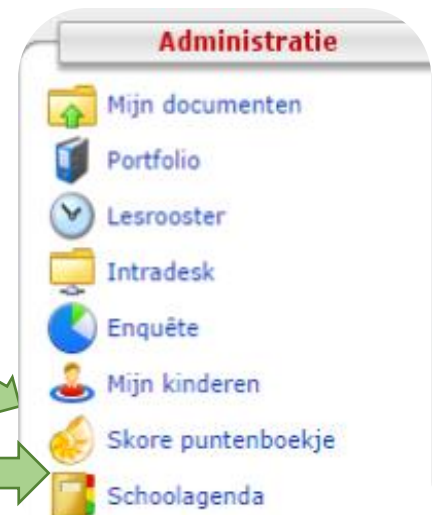 Administratie
Mijn documenten
Portfolio
Lesrooster
Intradesk
Enquête
Mijn kinderen
Skore puntenboekje
Schoolagenda